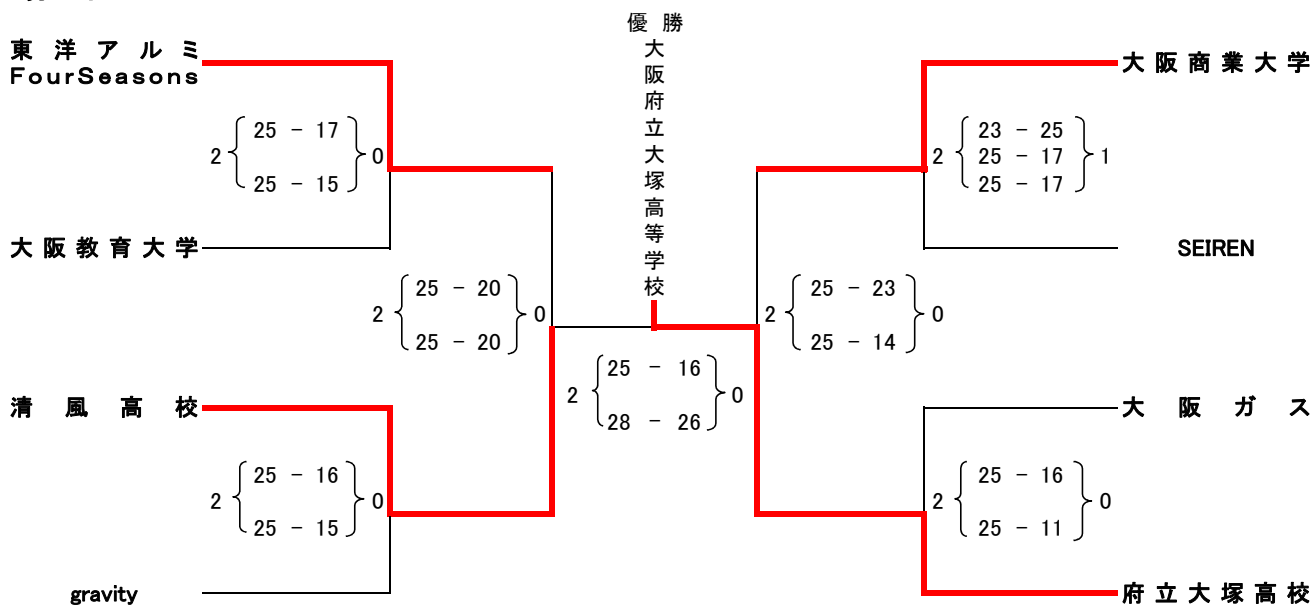 優勝
大阪府立大塚高等学校
東洋アルミ
FourSeasons
大阪商業大学
2 25 - 17 0
25 - 15
2 23 - 25 1
25 - 17
25 - 17
大阪教育大学
SEIREN
2 25 - 20 0
25 - 20
2 25 - 23 0
25 - 14
2 25 - 16 0
28 - 26
清風高校
大阪ガス
2 25 - 16 0
25 - 15
2 25 - 16 0
25 - 11
gravity
府立大塚高校